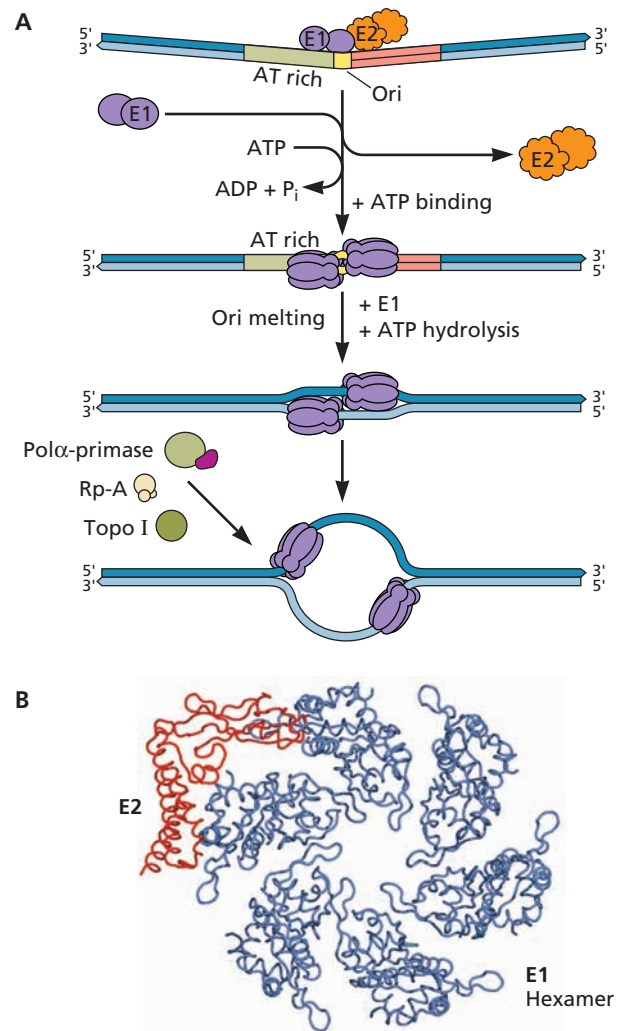 A
5'
3'
E1
E2
3'
5'
AT rich
Ori
E1
ATP
ADP + Pi
E2
+ ATP binding
5'
3'
AT rich
3'
5'
Ori melting
+ E1
+ ATP hydrolysis
5'
3'
3'
5'
Polα-primase
Rp-A
Topo I
5'
3'
3'
5'
B
E2
E1
Hexamer